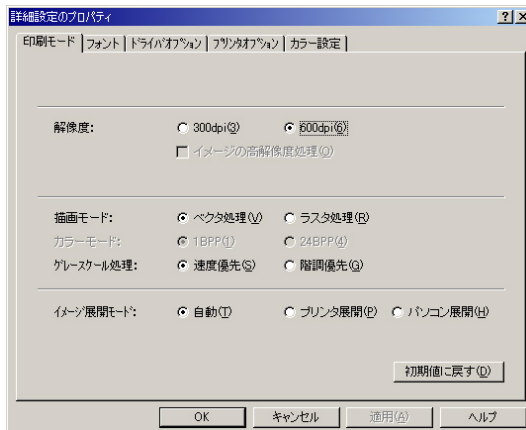 詳細設定のプロパティ
印刷モード フォント ドライバオプション プリンタオプション カラー設定
解像度: 300dpi(3) 600dpi(6)
イメージの高解像度処理(O)
描画モード: ベクタ処理(V) ラスタ処理(R)
カラーモード: 1BPP(1) 24BPP(4)
グレースケール処理: 速度優先(S) 階調優先(G)
イメージ展開モード: 自動(T) プリンタ展開(P) パソコン展開(H)
初期値に戻す(D)
OK キャンセル 適用(A) ヘルプ